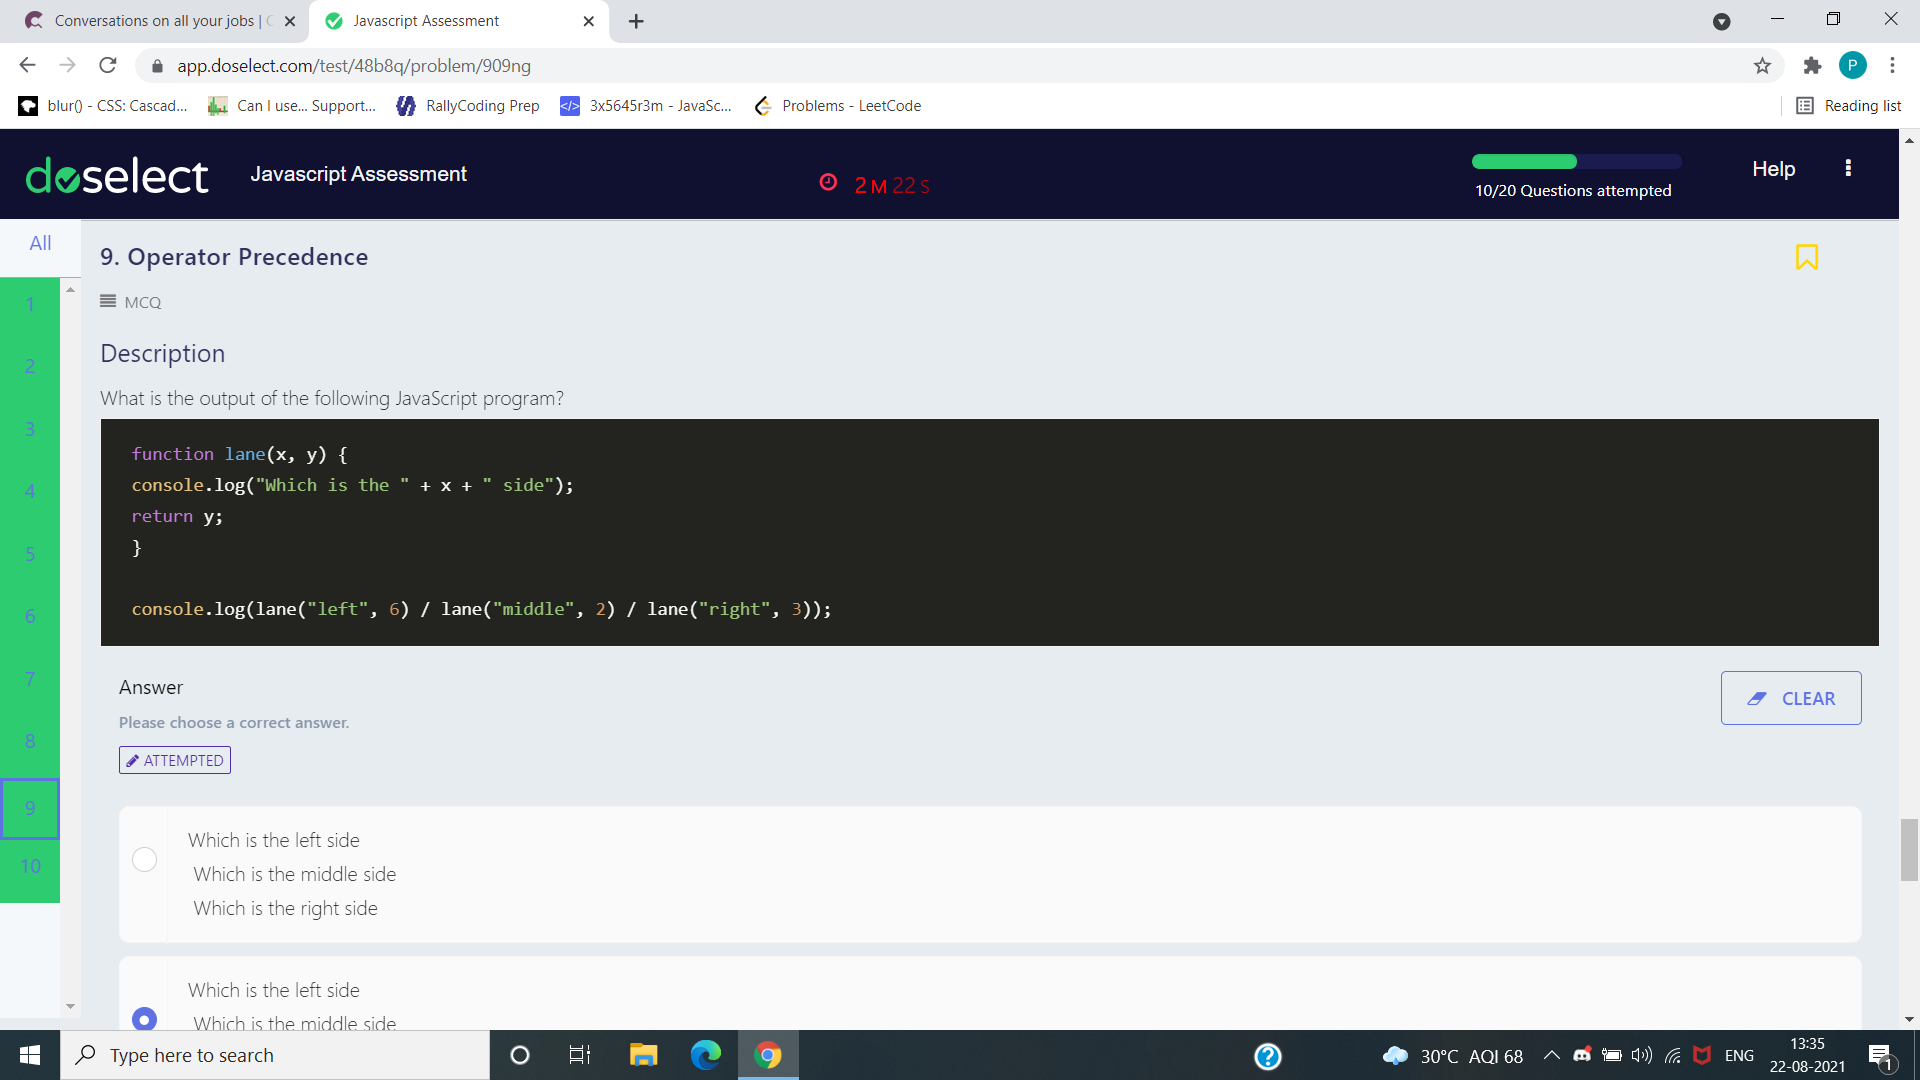 Conversations on all your jobs | C
Javascript Assessment
app.doselect.com/test/48b8q/problem/909ng
P
blur() - CSS: Cascad...
Can I use... Support...
RallyCoding Prep
</> 3x5645r3m - JavaSc...
Problems - LeetCode
Reading list
doselect
Javascript Assessment
2 M 22 S
10/20 Questions attempted
Help
All
1
2
3
4
5
6
7
8
9
10
9. Operator Precedence
MCQ
Description
What is the output of the following JavaScript program?
function lane(x, y) {
console.log("Which is the " + x + " side");
return y;
}
console.log(lane("left", 6) / lane("middle", 2) / lane("right", 3));
Answer
CLEAR
Please choose a correct answer.
ATTEMPTED
Which is the left side
Which is the middle side
Which is the right side
Which is the left side
Which is the middle side
Type here to search
30°C AQI 68
ENG
13:35
22-08-2021
1